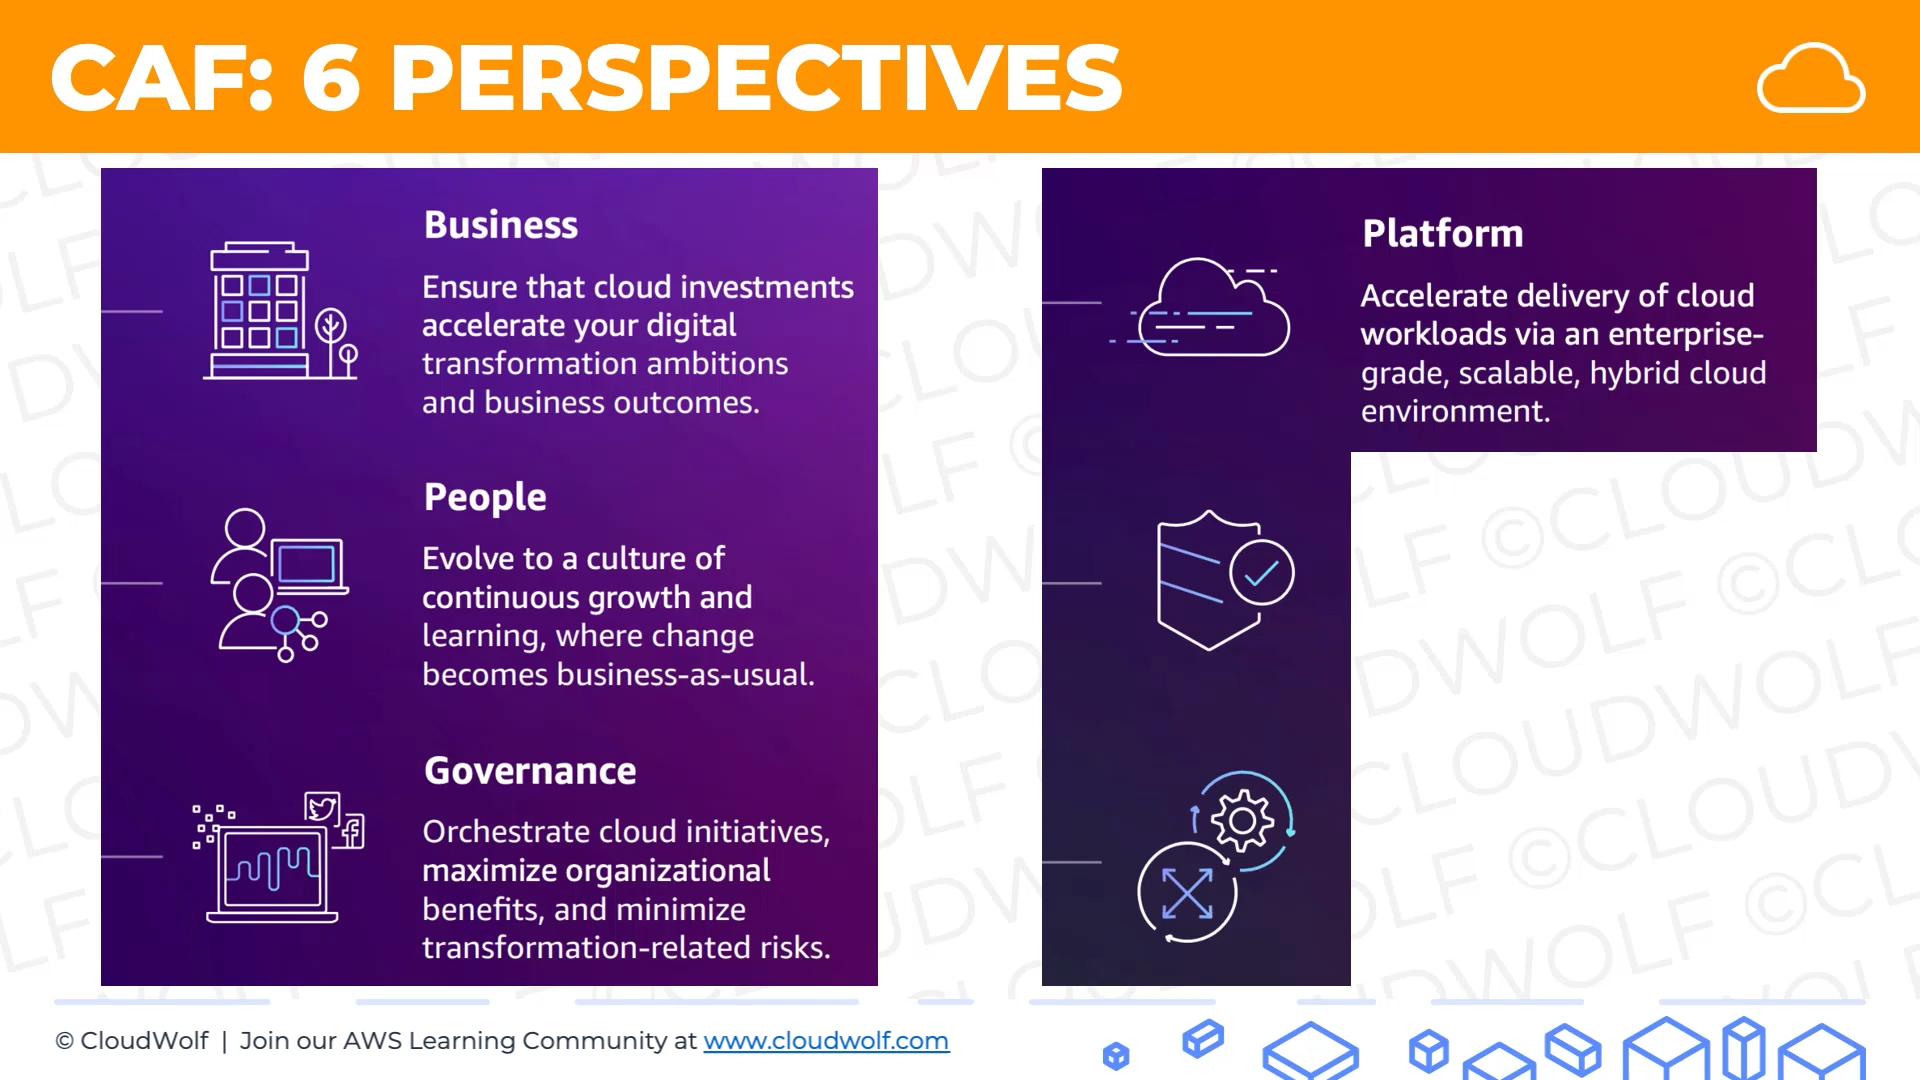 CAF: 6 PERSPECTIVES
Business
Ensure that cloud investments
accelerate your digital
transformation ambitions
and business outcomes.
People
Evolve to a culture of
continuous growth and
learning, where change
becomes business-as-usual.
Governance
Orchestrate cloud initiatives,
maximize organizational
benefits, and minimize
transformation-related risks.
Platform
Accelerate delivery of cloud
workloads via an enterprise-
grade, scalable, hybrid cloud
environment.
© CloudWolf | Join our AWS Learning Community at www.cloudwolf.com